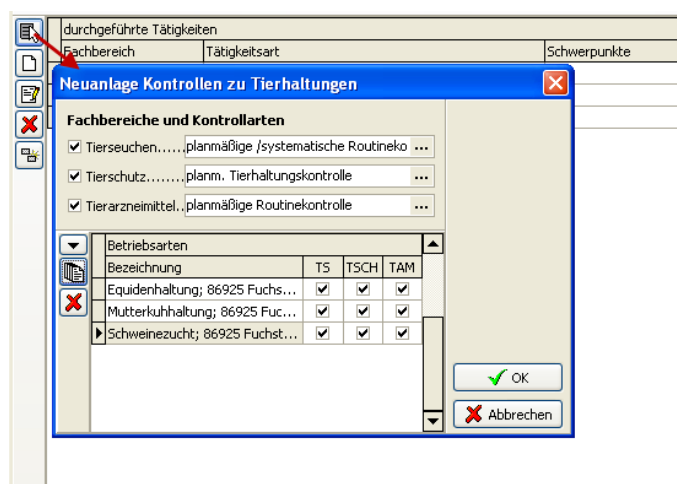 durchgeführte Tätigkeiten
Fachbereich Tätigkeitsart Schwerpunkte
Neuanlage Kontrollen zu Tierhaltungen
Fachbereiche und Kontrollarten
Tierseuchen...... planmäßige /systematische Routineko ...
Tierschutz........ planm. Tierhaltungskontrolle ...
Tierarzneimittel.. planmäßige Routinekontrolle ...
Betriebsarten
Bezeichnung TS TSCH TAM
Equidenhaltung; 86925 Fuchs...
Mutterkuhhaltung; 86925 Fuc...
Schweinezucht; 86925 Fuchst...
OK
Abbrechen